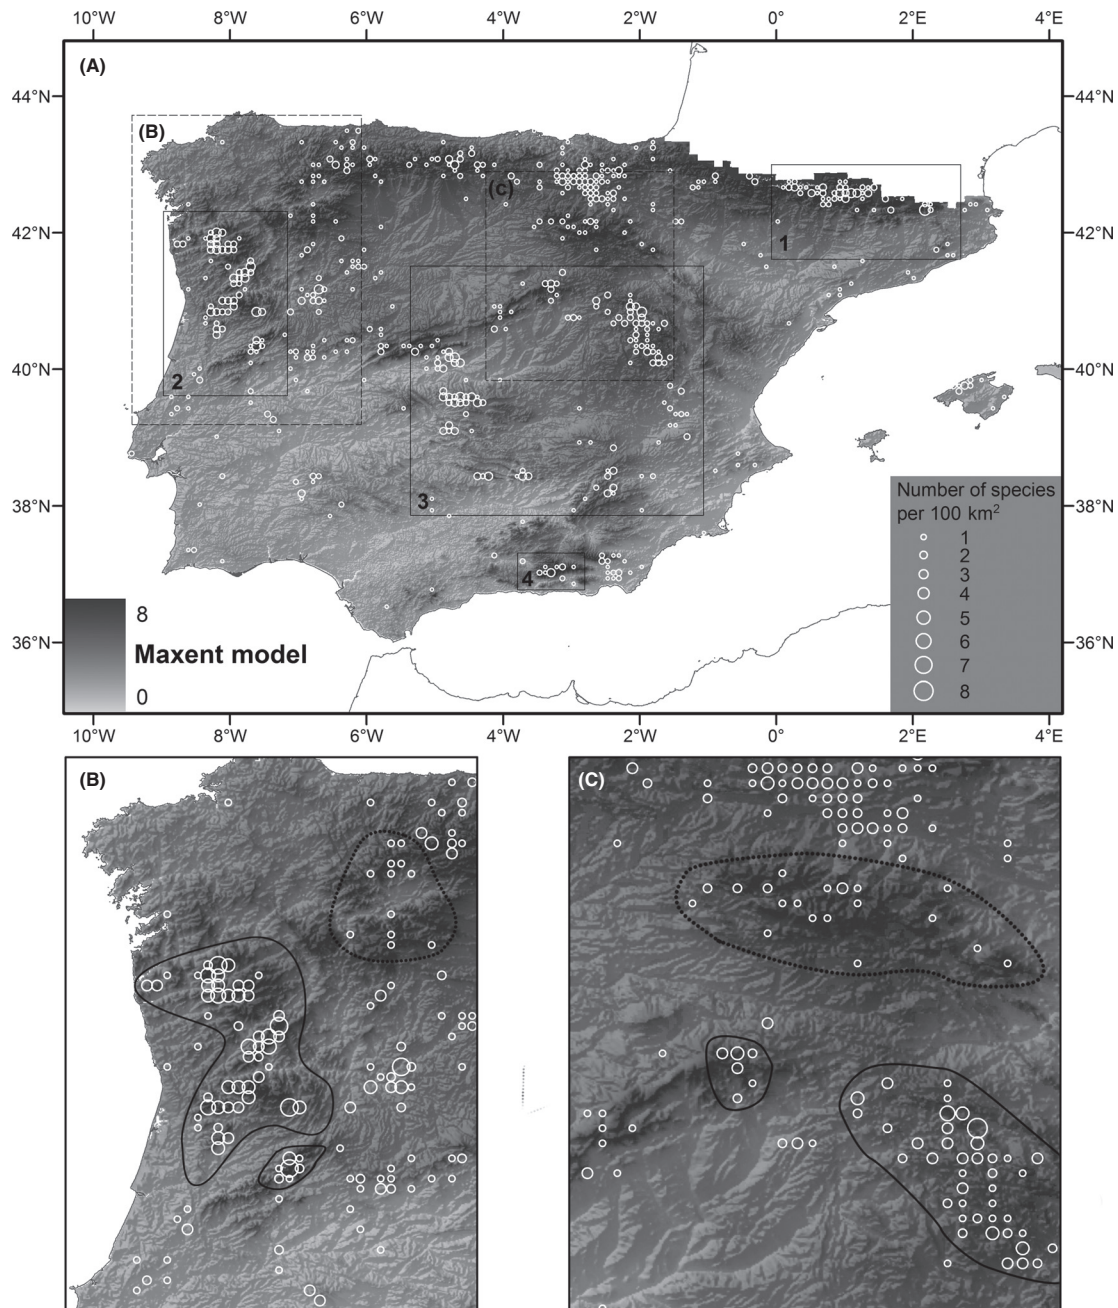 10°W 8°W 6°W 4°W 2°W 0° 2°E 4°E
(A)
44°N 44°N
(B)
(c)
1
42°N 42°N
2
40°N 40°N
3
38°N 38°N
4
36°N 36°N
Number of species
per 100 km²
1
2
3
4
5
6
7
8
8
Maxent model
0
10°W 8°W 6°W 4°W 2°W 0° 2°E 4°E
(B)
(C)